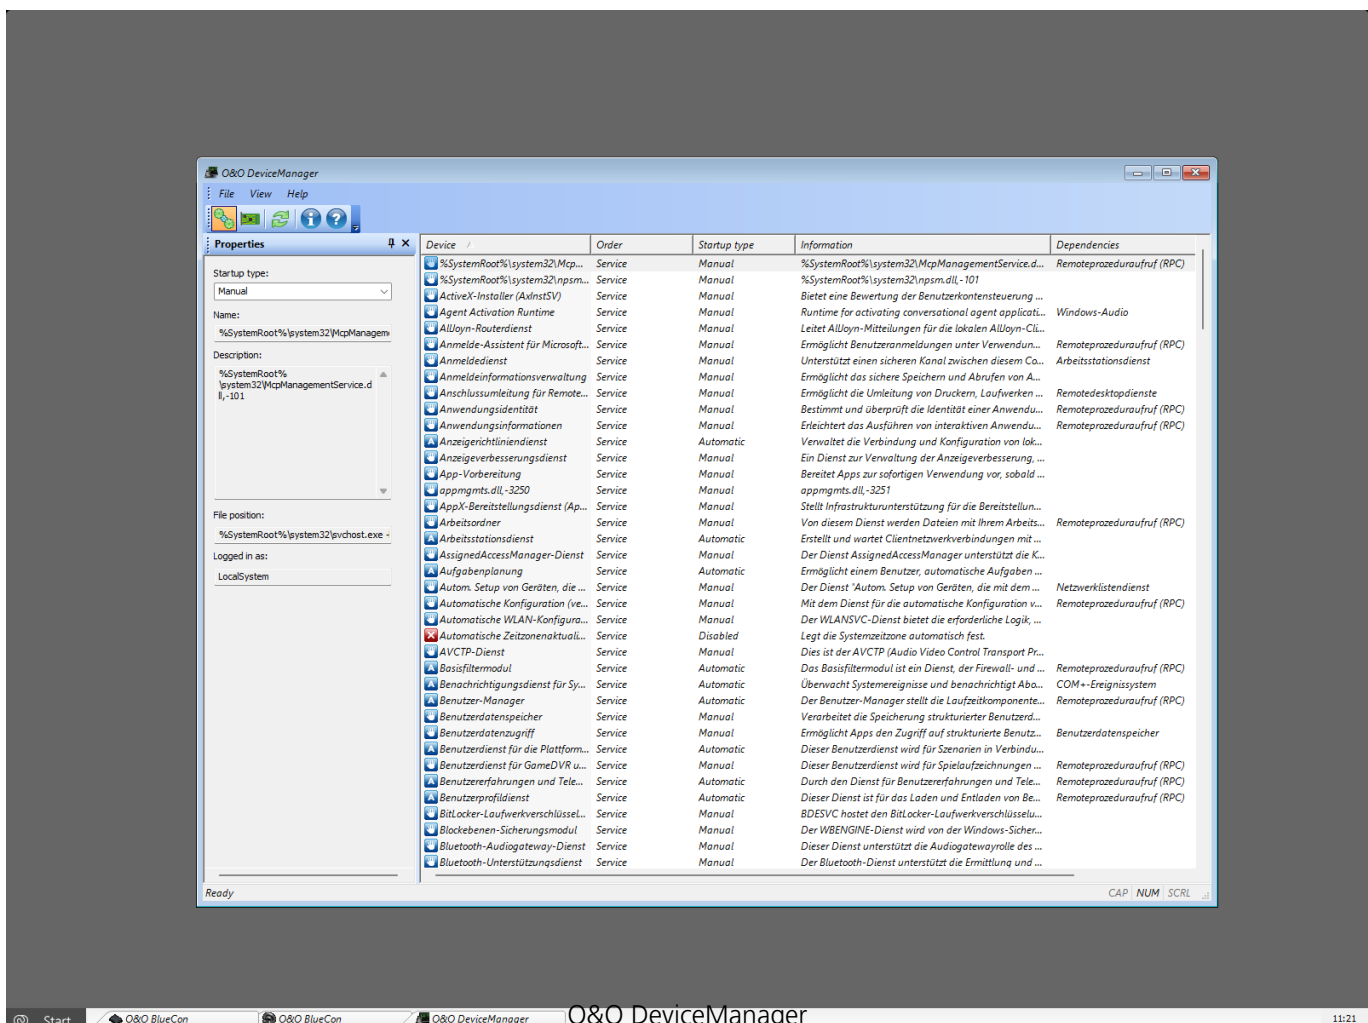 O&O DeviceManager
File View Help
Properties
Startup type:
Manual
Name:
%SystemRoot%\system32\McpManagem
Description:
%SystemRoot%
\system32\McpManagementService.d
ll,-101
File position:
%SystemRoot%\system32\svchost.exe -
Logged in as:
LocalSystem
Device Order Startup type Information Dependencies
%SystemRoot%\system32\Mcp... Service Manual %SystemRoot%\system32\McpManagementService.d... Remoteprozeduraufruf (RPC)
%SystemRoot%\system32\npsm... Service Manual %SystemRoot%\system32\npsm.dll,-101
ActiveX-Installer (AxInstSV) Service Manual Bietet eine Bewertung der Benutzerkontensteuerung ...
Agent Activation Runtime Service Manual Runtime for activating conversational agent applicati... Windows-Audio
AllJoyn-Routerdienst Service Manual Leitet AllJoyn-Mitteilungen für die lokalen AllJoyn-Cli...
Anmelde-Assistent für Microsoft... Service Manual Ermöglicht Benutzeranmeldungen unter Verwendun... Remoteprozeduraufruf (RPC)
Anmeldedienst Service Manual Unterstützt einen sicheren Kanal zwischen diesem Co... Arbeitsstationsdienst
Anmeldeinformationsverwaltung Service Manual Ermöglicht das sichere Speichern und Abrufen von A...
Anschlussumleitung für Remote... Service Manual Ermöglicht die Umleitung von Druckern, Laufwerken ... Remotedesktopdienste
Anwendungsidentität Service Manual Bestimmt und überprüft die Identität einer Anwendu... Remoteprozeduraufruf (RPC)
Anwendungsinformationen Service Manual Erleichtert das Ausführen von interaktiven Anwendu... Remoteprozeduraufruf (RPC)
Anzeigerichtliniendienst Service Automatic Verwaltet die Verbindung und Konfiguration von lok...
Anzeigeverbesserungsdienst Service Manual Ein Dienst zur Verwaltung der Anzeigeverbesserung, ...
App-Vorbereitung Service Manual Bereitet Apps zur sofortigen Verwendung vor, sobald ...
appmgmts.dll,-3250 Service Manual appmgmts.dll,-3251
AppX-Bereitstellungsdienst (Ap... Service Manual Stellt Infrastrukturunterstützung für die Bereitstellun...
Arbeitsordner Service Manual Von diesem Dienst werden Dateien mit Ihrem Arbeits... Remoteprozeduraufruf (RPC)
Arbeitsstationsdienst Service Automatic Erstellt und wartet Clientnetzwerkverbindungen mit ...
AssignedAccessManager-Dienst Service Manual Der Dienst AssignedAccessManager unterstützt die K...
Aufgabenplanung Service Automatic Ermöglicht einem Benutzer, automatische Aufgaben ...
Autom. Setup von Geräten, die ... Service Manual Der Dienst "Autom. Setup von Geräten, die mit dem ... Netzwerklistendienst
Automatische Konfiguration (ve... Service Manual Mit dem Dienst für die automatische Konfiguration v... Remoteprozeduraufruf (RPC)
Automatische WLAN-Konfigura... Service Manual Der WLANSVC-Dienst bietet die erforderliche Logik, ...
Automatische Zeitzonenaktuali... Service Disabled Legt die Systemzeitzone automatisch fest.
AVCTP-Dienst Service Manual Dies ist der AVCTP (Audio Video Control Transport Pr...
Basisfiltermodul Service Automatic Das Basisfiltermodul ist ein Dienst, der Firewall- und ... Remoteprozeduraufruf (RPC)
Benachrichtigungsdienst für Sy... Service Automatic Überwacht Systemereignisse und benachrichtigt Abo... COM+-Ereignissystem
Benutzer-Manager Service Automatic Der Benutzer-Manager stellt die Laufzeitkomponente... Remoteprozeduraufruf (RPC)
Benutzerdatenspeicher Service Manual Verarbeitet die Speicherung strukturierter Benutzerd...
Benutzerdatenzugriff Service Manual Ermöglicht Apps den Zugriff auf strukturierte Benutz... Benutzerdatenspeicher
Benutzerdienst für die Plattform... Service Automatic Dieser Benutzerdienst wird für Szenarien in Verbindu...
Benutzerdienst für GameDVR u... Service Manual Dieser Benutzerdienst wird für Spielaufzeichnungen ... Remoteprozeduraufruf (RPC)
Benutzererfahrungen und Tele... Service Automatic Durch den Dienst für Benutzererfahrungen und Tele... Remoteprozeduraufruf (RPC)
Benutzerprofildienst Service Automatic Dieser Dienst ist für das Laden und Entladen von Be... Remoteprozeduraufruf (RPC)
BitLocker-Laufwerkverschlüssel... Service Manual BDESVC hostet den BitLocker-Laufwerkverschlüsselu...
Blockebenen-Sicherungsmodul Service Manual Der WBENGINE-Dienst wird von der Windows-Sicher...
Bluetooth-Audiogateway-Dienst Service Manual Dieser Dienst unterstützt die Audiogatewayrolle des ...
Bluetooth-Unterstützungsdienst Service Manual Der Bluetooth-Dienst unterstützt die Ermittlung und ...
Ready CAP NUM SCRL
Start O&O BlueCon O&O BlueCon O&O DeviceManager O&O DeviceManager 11:21